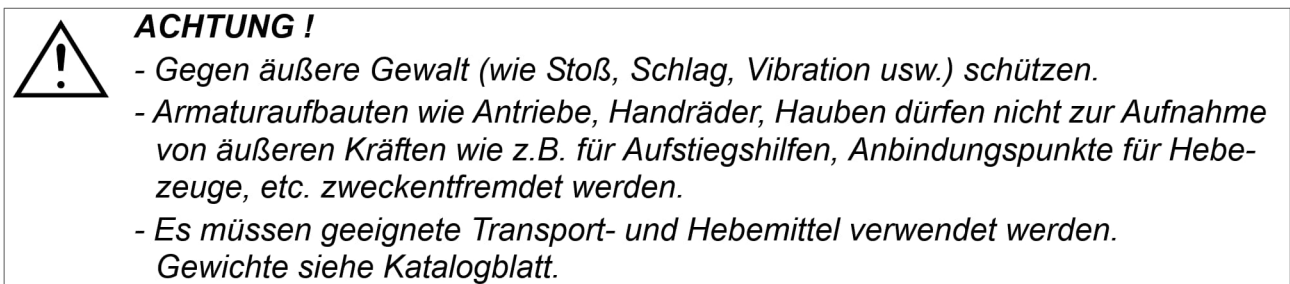 ACHTUNG !
- Gegen äußere Gewalt (wie Stoß, Schlag, Vibration usw.) schützen.
- Armaturaufbauten wie Antriebe, Handräder, Hauben dürfen nicht zur Aufnahme
von äußeren Kräften wie z.B. für Aufstiegshilfen, Anbindungspunkte für Hebe-
zeuge, etc. zweckentfremdet werden.
- Es müssen geeignete Transport- und Hebemittel verwendet werden.
Gewichte siehe Katalogblatt.